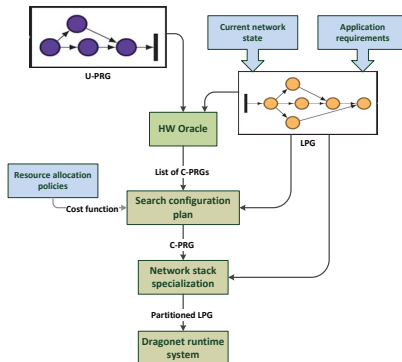 Current network
state
Application
requirements
U-PRG
LPG
HW Oracle
List of C-PRGs
Resource allocation
policies
Cost function
Search configuration
plan
C-PRG
Network stack
specialization
Partitioned LPG
Dragonet runtime
system